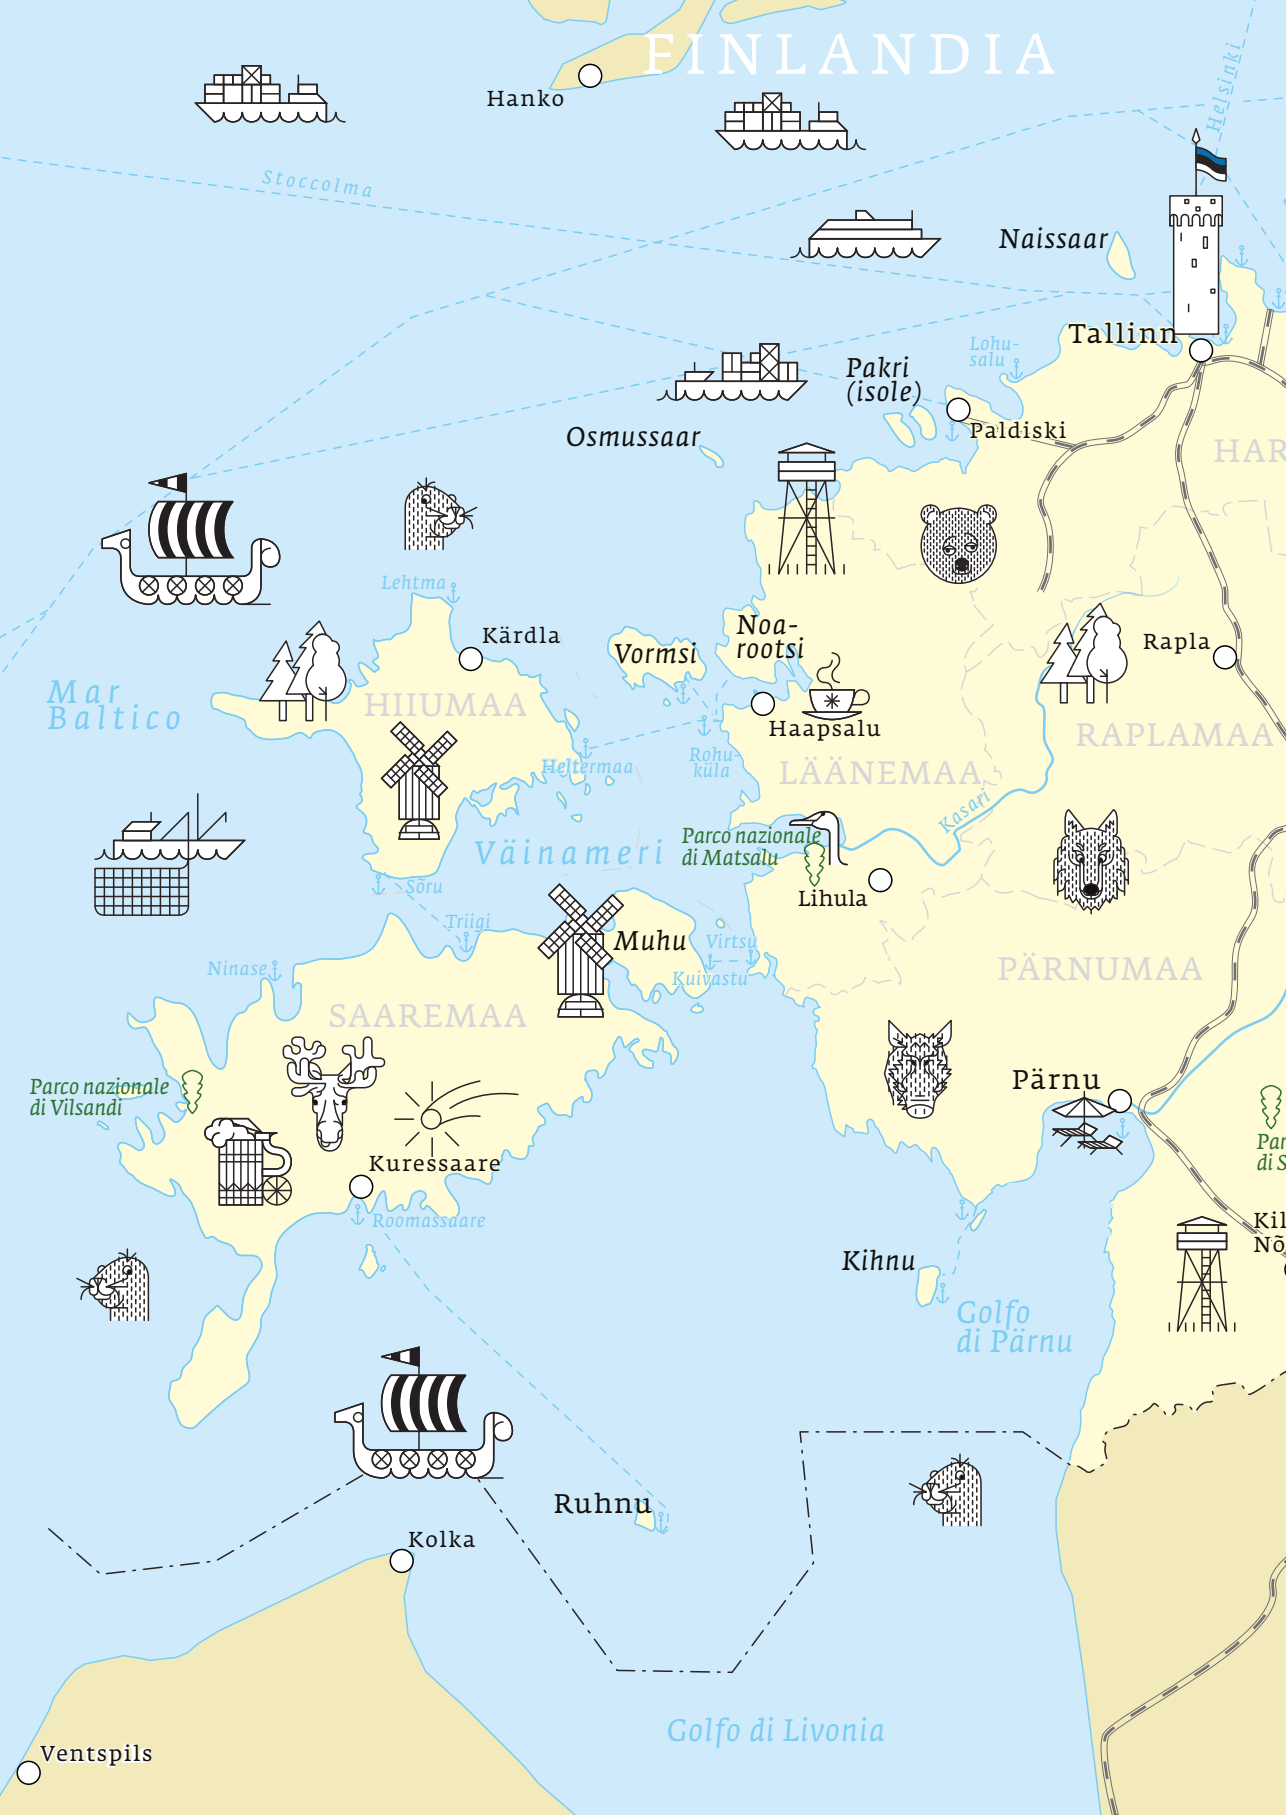 FINLANDIA
Hanko
Helsinki
Stoccolma
Naissaar
Tallinn
Lohu-
salu
Pakri
(isole)
Paldiski
Osmussaar
HAR
Lehtma
Kärdla
Noa-
rootsi
Vormsi
Rapla
Mar
Baltico
HIIUMAA
Haapsalu
RAPLAMAA
Rohu-
küla
Heltermaa
LÄÄNEMAA
Kasari
Väinameri
Parco nazionale
di Matsalu
Sõru
Lihula
Triigi
Muhu
Virtsu
Ninase
Kuivastu
PÄRNUMAA
SAAREMAA
Parco nazionale
di Vilsandi
Pärnu
Par
di S
Kuressaare
Roomassaare
Kil
Nõ
Kihnu
Golfo
di Pärnu
Ruhnu
Kolka
Golfo di Livonia
Ventspils